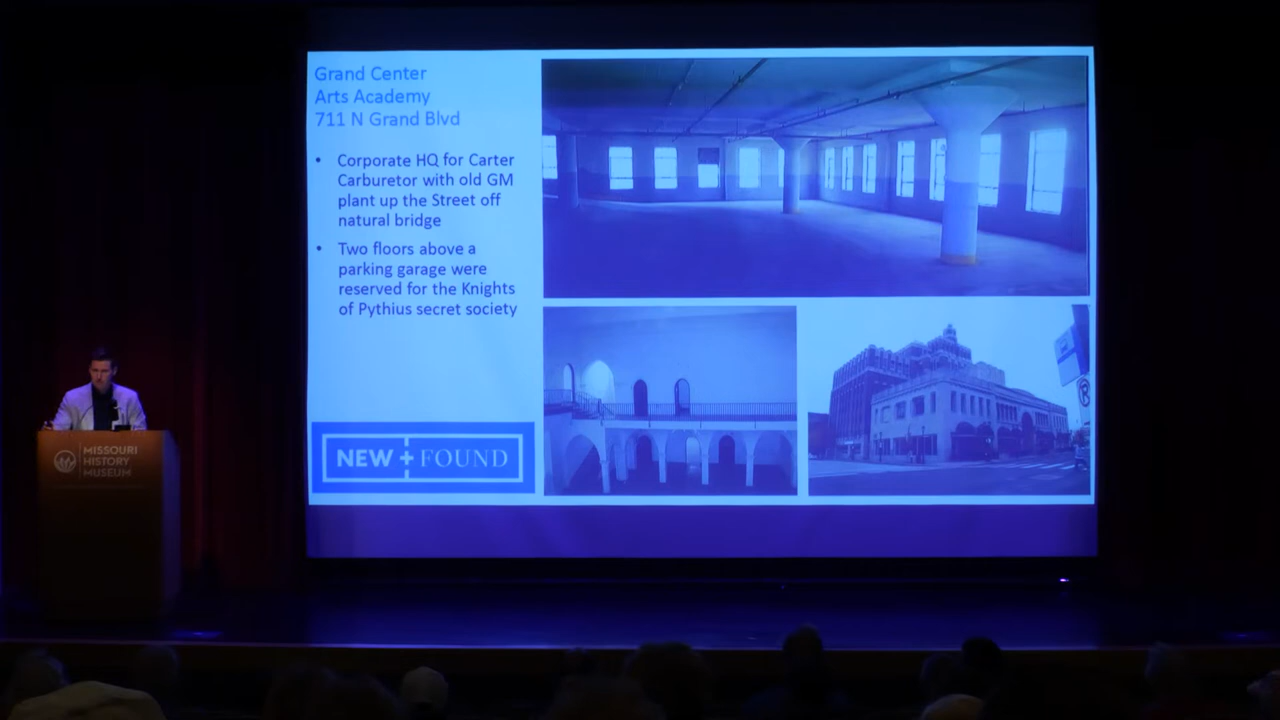 Grand Center
Arts Academy
711 N Grand Blvd
• Corporate HQ for Carter
Carburetor with old GM
plant up the Street off
natural bridge
• Two floors above a
parking garage were
reserved for the Knights
of Pythius secret society
NEW + FOUND
MISSOURI
HISTORY
MUSEUM
P